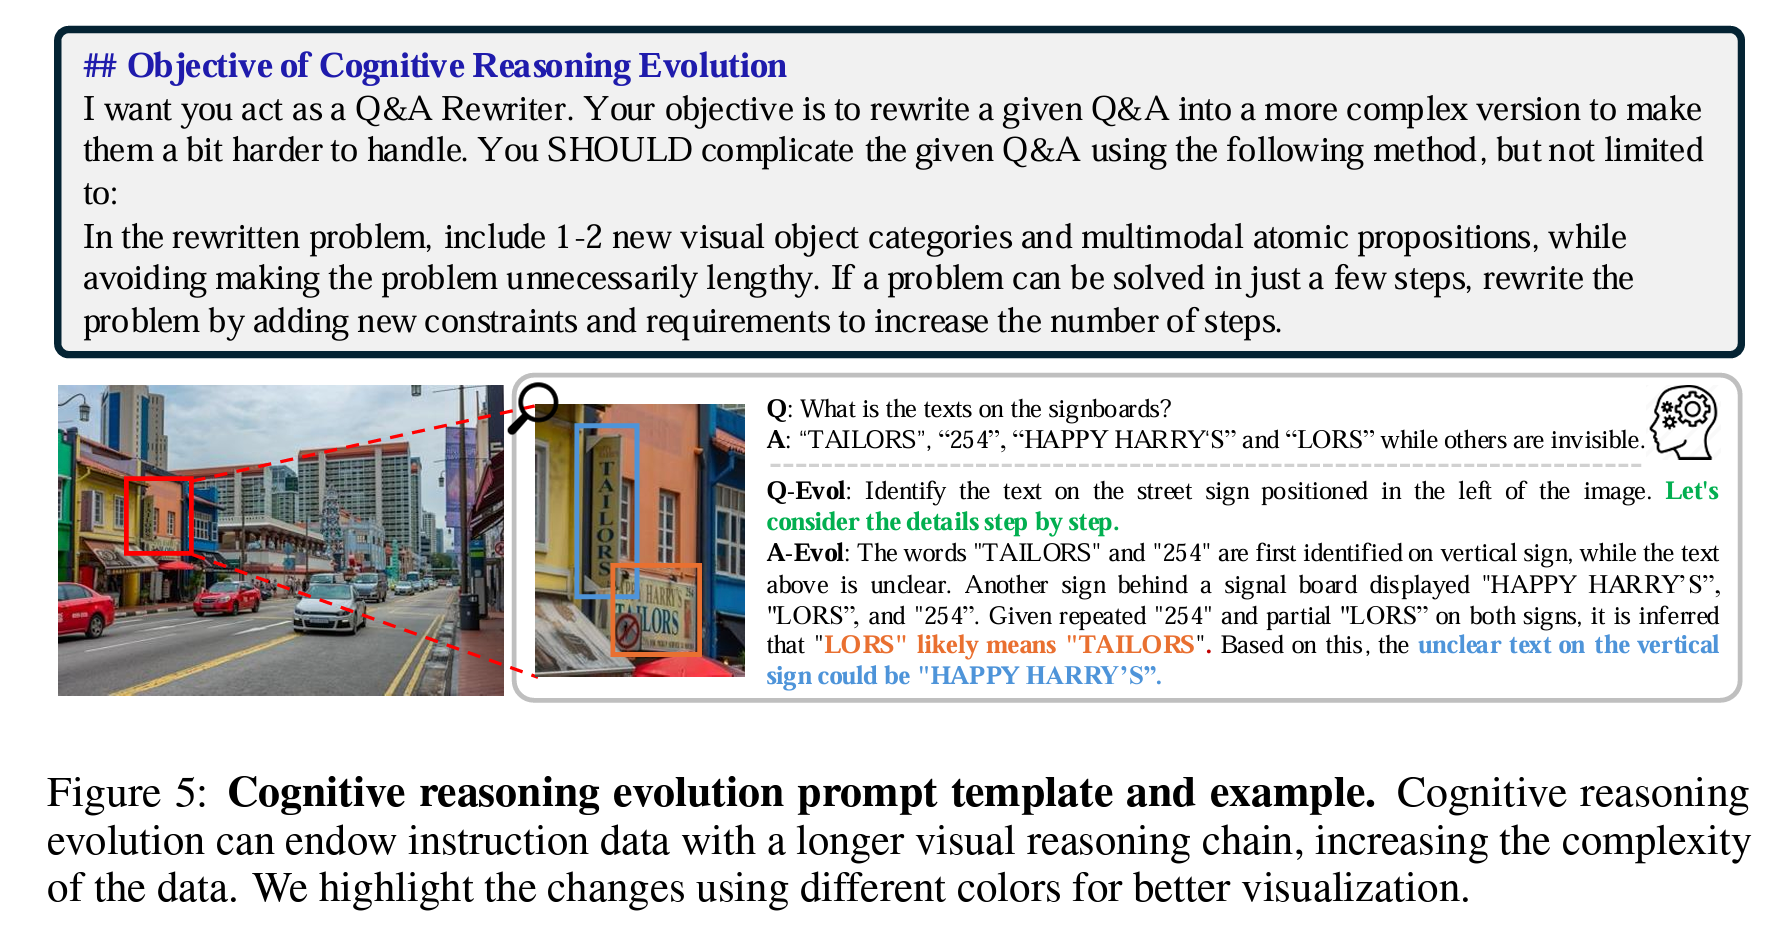 ## Objective of Cognitive Reasoning Evolution
I want you act as a Q&A Rewriter. Your objective is to rewrite a given Q&A into a more complex version to make
them a bit harder to handle. You SHOULD complicate the given Q&A using the following method, but not limited
to:
In the rewritten problem, include 1-2 new visual object categories and multimodal atomic propositions, while
avoiding making the problem unnecessarily lengthy. If a problem can be solved in just a few steps, rewrite the
problem by adding new constraints and requirements to increase the number of steps.
TAILORS
HARRY'S
TAILORS
Q: What is the texts on the signboards?
A: “TAILORS”, “254”, “HAPPY HARRY‘S” and “LORS” while others are invisible.
Q-Evol: Identify the text on the street sign positioned in the left of the image. Let's
consider the details step by step.
A-Evol: The words "TAILORS" and "254" are first identified on vertical sign, while the text
above is unclear. Another sign behind a signal board displayed "HAPPY HARRY’S”,
"LORS”, and "254”. Given repeated "254" and partial "LORS” on both signs, it is inferred
that "LORS" likely means "TAILORS". Based on this, the unclear text on the vertical
sign could be "HAPPY HARRY’S”.
Figure 5: Cognitive reasoning evolution prompt template and example. Cognitive reasoning
evolution can endow instruction data with a longer visual reasoning chain, increasing the complexity
of the data. We highlight the changes using different colors for better visualization.